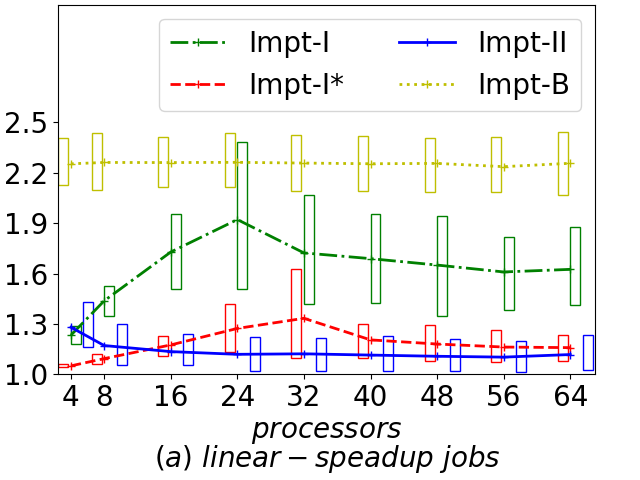 Impt-I
Impt-II
Impt-I*
Impt-B
2.5
2.2
1.9
1.6
1.3
1.0
4 8 16 24 32 40 48 56 64
processors
(a) linear − speadup jobs